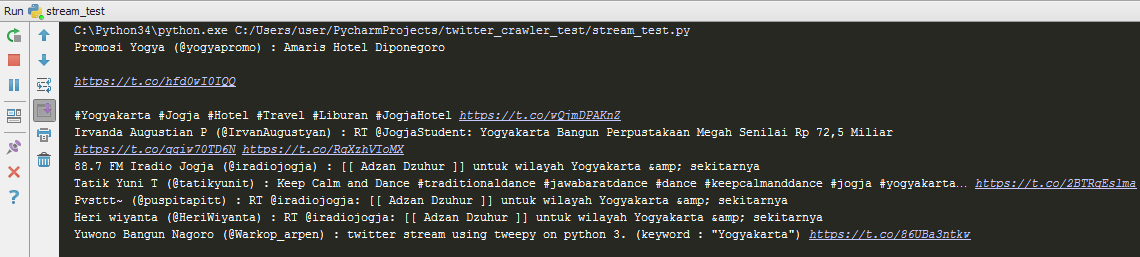 Run stream_test
C:\Python34\python.exe C:/Users/user/PycharmProjects/twitter_crawler_test/stream_test.py
Promosi Yogya (@yogyapromo) : Amaris Hotel Diponegoro
https://t.co/hfd0wI0IQQ
#Yogyakarta #Jogja #Hotel #Travel #Liburan #JogjaHotel https://t.co/wQjmDPAKnZ
Irvanda Augustian P (@IrvanAugustyan) : RT @JogjaStudent: Yogyakarta Bangun Perpustakaan Megah Senilai Rp 72,5 Miliar
https://t.co/qqiw70TD6N https://t.co/RqXzhVIoMX
88.7 FM Iradio Jogja (@iradiojogja) : [[ Adzan Dzuhur ]] untuk wilayah Yogyakarta &amp; sekitarnya
Tatik Yuni T (@tatikyunit) : Keep Calm and Dance #traditionaldance #jawabaratdance #dance #keepcalmanddance #jogja #yogyakarta… https://t.co/2BTRqEslma
Pvsttt~ (@puspitapitt) : RT @iradiojogja: [[ Adzan Dzuhur ]] untuk wilayah Yogyakarta &amp; sekitarnya
Heri wiyanta (@HeriWiyanta) : RT @iradiojogja: [[ Adzan Dzuhur ]] untuk wilayah Yogyakarta &amp; sekitarnya
Yuwono Bangun Nagoro (@Warkop_arpen) : twitter stream using tweepy on python 3. (keyword : "Yogyakarta") https://t.co/86UBa3ntkw